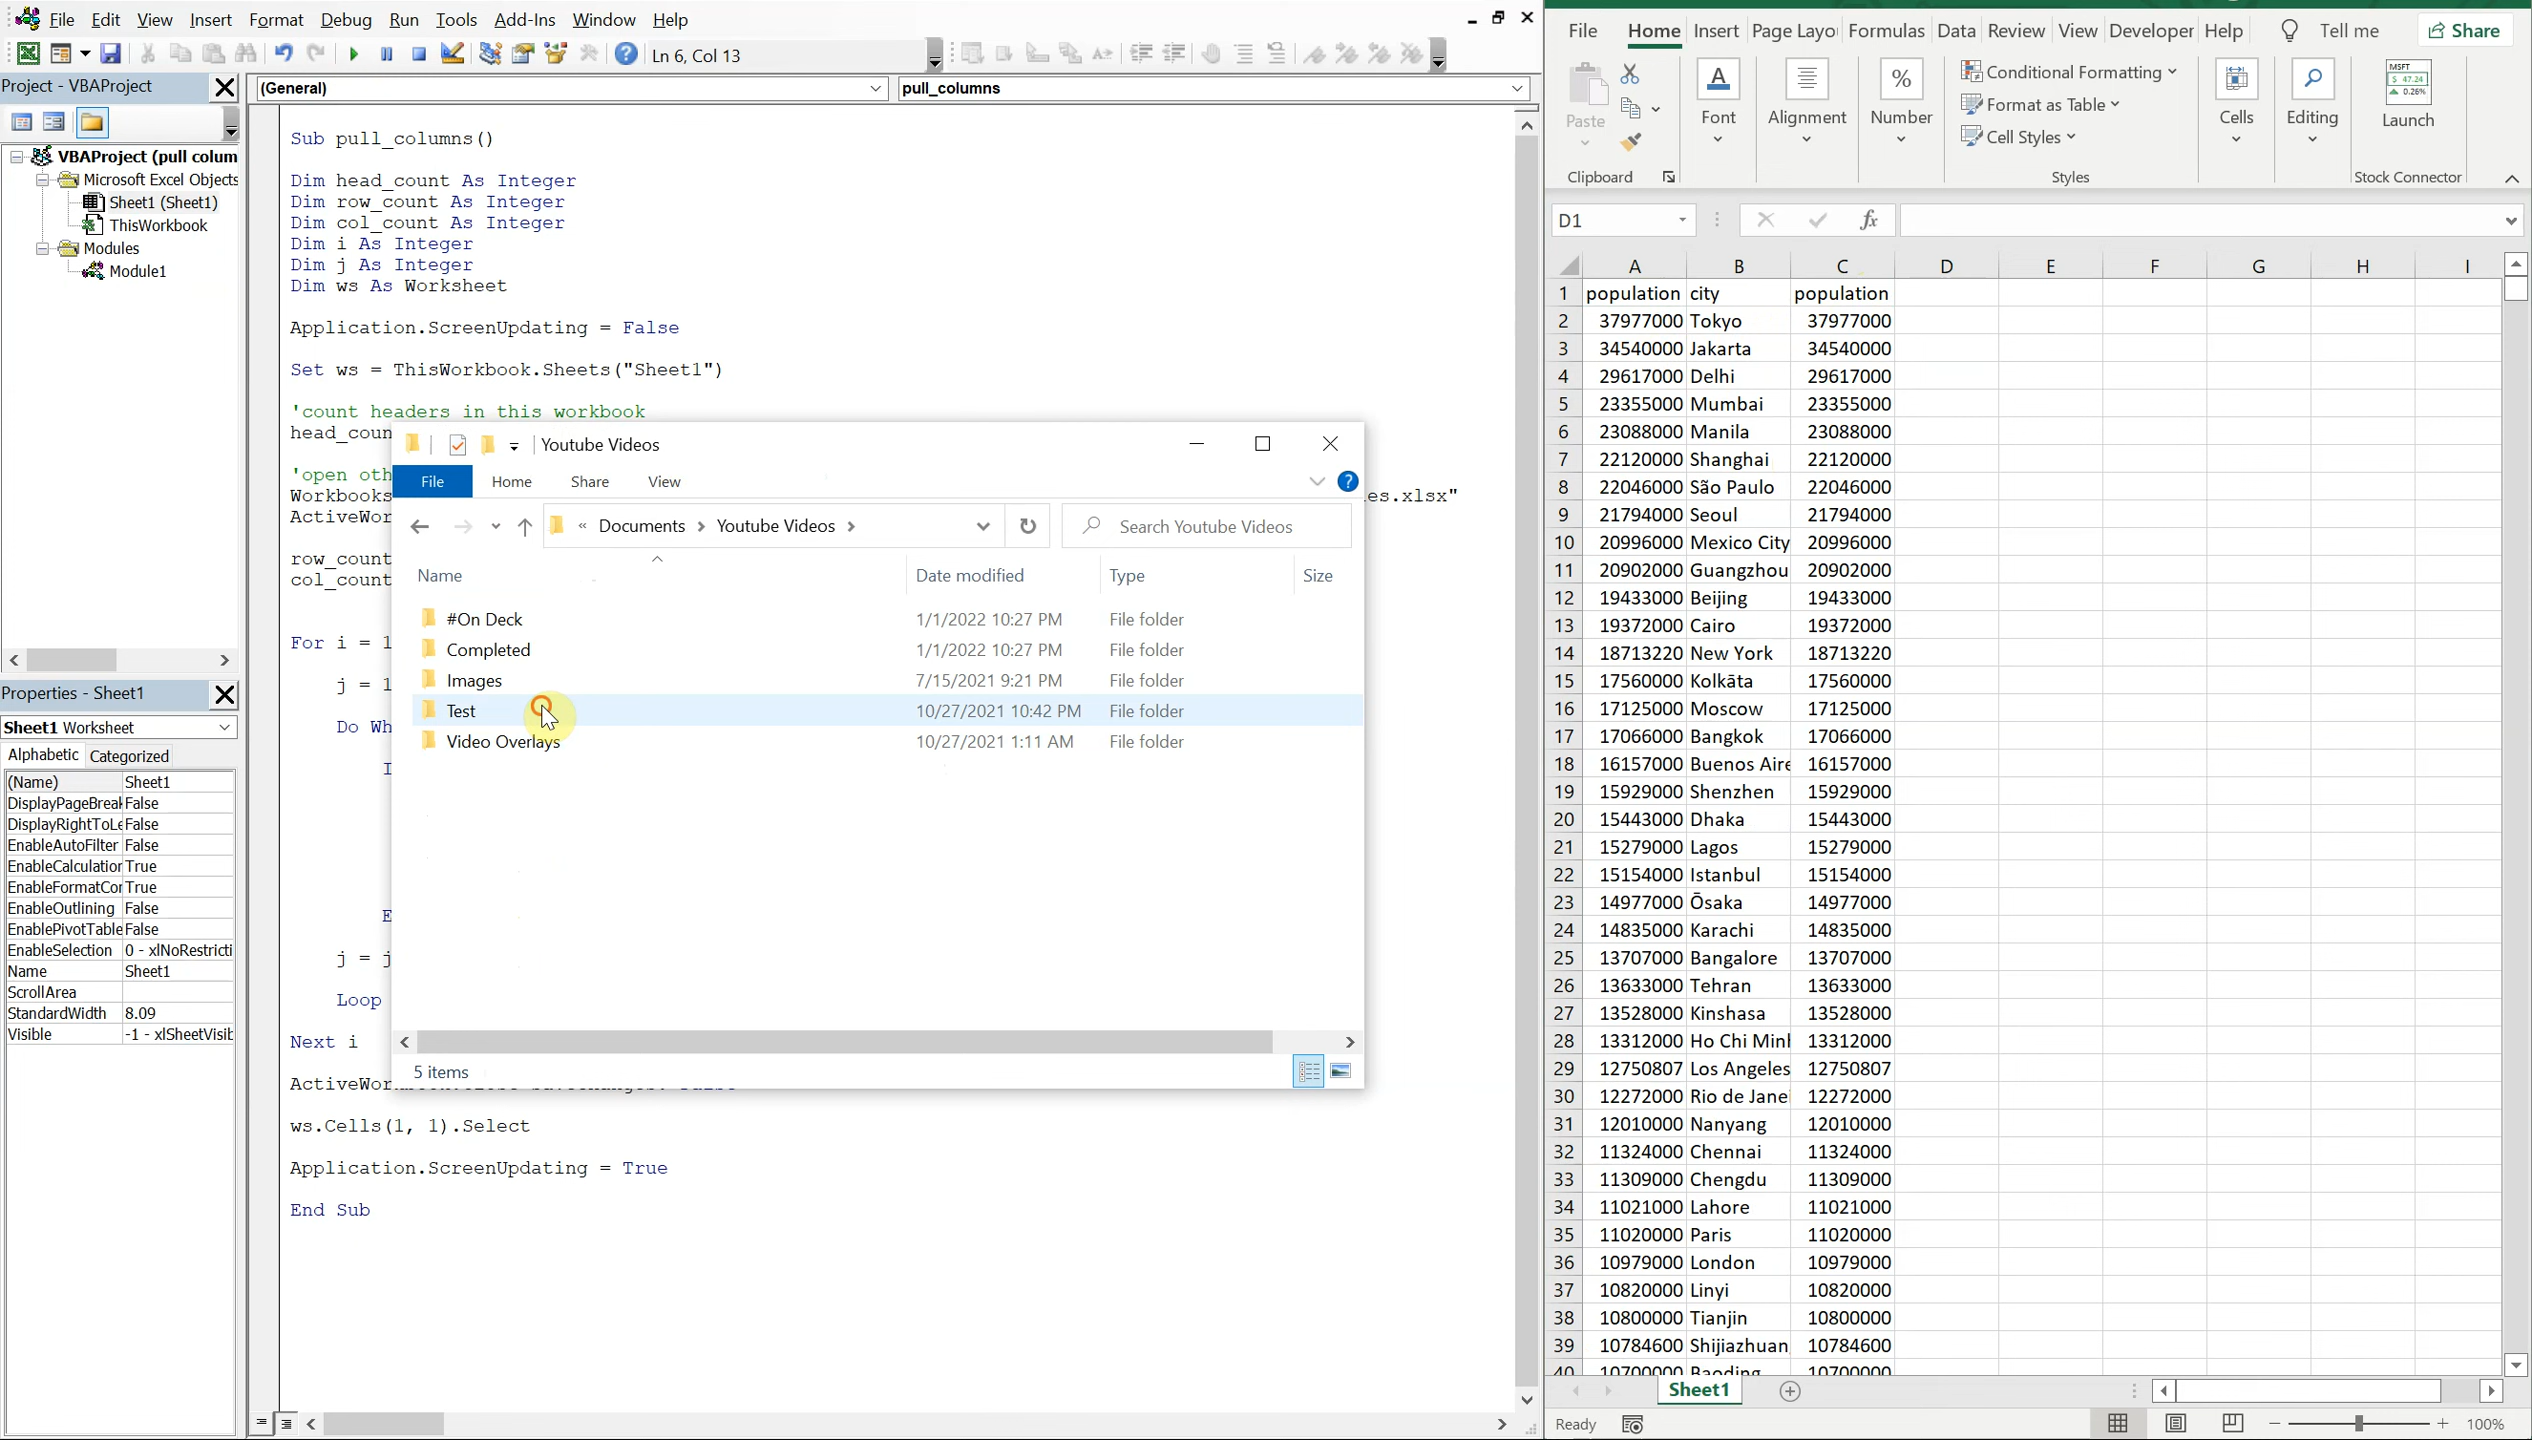 File Edit View Insert Format Debug Run Tools Add-Ins Window Help
Ln 6, Col 13
Project - VBAProject
VBAProject (pull colum
Microsoft Excel Objects
Sheet1 (Sheet1)
ThisWorkbook
Modules
Module1
Properties - Sheet1
Sheet1 Worksheet
Alphabetic Categorized
(Name) Sheet1
DisplayPageBreak False
DisplayRightToLe False
EnableAutoFilter False
EnableCalculation True
EnableFormatCon True
EnableOutlining False
EnablePivotTable False
EnableSelection 0 - xlNoRestricti
Name Sheet1
ScrollArea
StandardWidth 8.09
Visible -1 - xlSheetVisib
(General) pull_columns
Sub pull_columns()
Dim head_count As Integer
Dim row_count As Integer
Dim col_count As Integer
Dim i As Integer
Dim j As Integer
Dim ws As Worksheet
Application.ScreenUpdating = False
Set ws = ThisWorkbook.Sheets("Sheet1")
'count headers in this workbook
head_coun
'open oth
Workbooks es.xlsx"
ActiveWor
row_count
col_count
For i = 1
j = 1
Do Wh
I
E
j = j
Loop
Next i
ActiveWor
ws.Cells(1, 1).Select
Application.ScreenUpdating = True
End Sub
Youtube Videos
File Home Share View
« Documents > Youtube Videos >
Search Youtube Videos
Name Date modified Type Size
#On Deck 1/1/2022 10:27 PM File folder
Completed 1/1/2022 10:27 PM File folder
Images 7/15/2021 9:21 PM File folder
Test 10/27/2021 10:42 PM File folder
Video Overlays 10/27/2021 1:11 AM File folder
5 items
File Home Insert Page Layo Formulas Data Review View Developer Help Tell me Share
Paste
Clipboard
Font
Alignment
Number
Conditional Formatting
Format as Table
Cell Styles
Styles
Cells
Editing
MSFT
$ 47.24
0.26%
Launch
Stock Connector
D1
fx
A B C D E F G H I
1 population city population
2 37977000 Tokyo 37977000
3 34540000 Jakarta 34540000
4 29617000 Delhi 29617000
5 23355000 Mumbai 23355000
6 23088000 Manila 23088000
7 22120000 Shanghai 22120000
8 22046000 São Paulo 22046000
9 21794000 Seoul 21794000
10 20996000 Mexico City 20996000
11 20902000 Guangzhou 20902000
12 19433000 Beijing 19433000
13 19372000 Cairo 19372000
14 18713220 New York 18713220
15 17560000 Kolkāta 17560000
16 17125000 Moscow 17125000
17 17066000 Bangkok 17066000
18 16157000 Buenos Aire 16157000
19 15929000 Shenzhen 15929000
20 15443000 Dhaka 15443000
21 15279000 Lagos 15279000
22 15154000 Istanbul 15154000
23 14977000 Ōsaka 14977000
24 14835000 Karachi 14835000
25 13707000 Bangalore 13707000
26 13633000 Tehran 13633000
27 13528000 Kinshasa 13528000
28 13312000 Ho Chi Minh 13312000
29 12750807 Los Angeles 12750807
30 12272000 Rio de Janei 12272000
31 12010000 Nanyang 12010000
32 11324000 Chennai 11324000
33 11309000 Chengdu 11309000
34 11021000 Lahore 11021000
35 11020000 Paris 11020000
36 10979000 London 10979000
37 10820000 Linyi 10820000
38 10800000 Tianjin 10800000
39 10784600 Shijiazhuan 10784600
40 10700000 Baoding 10700000
Sheet1
Ready 100%